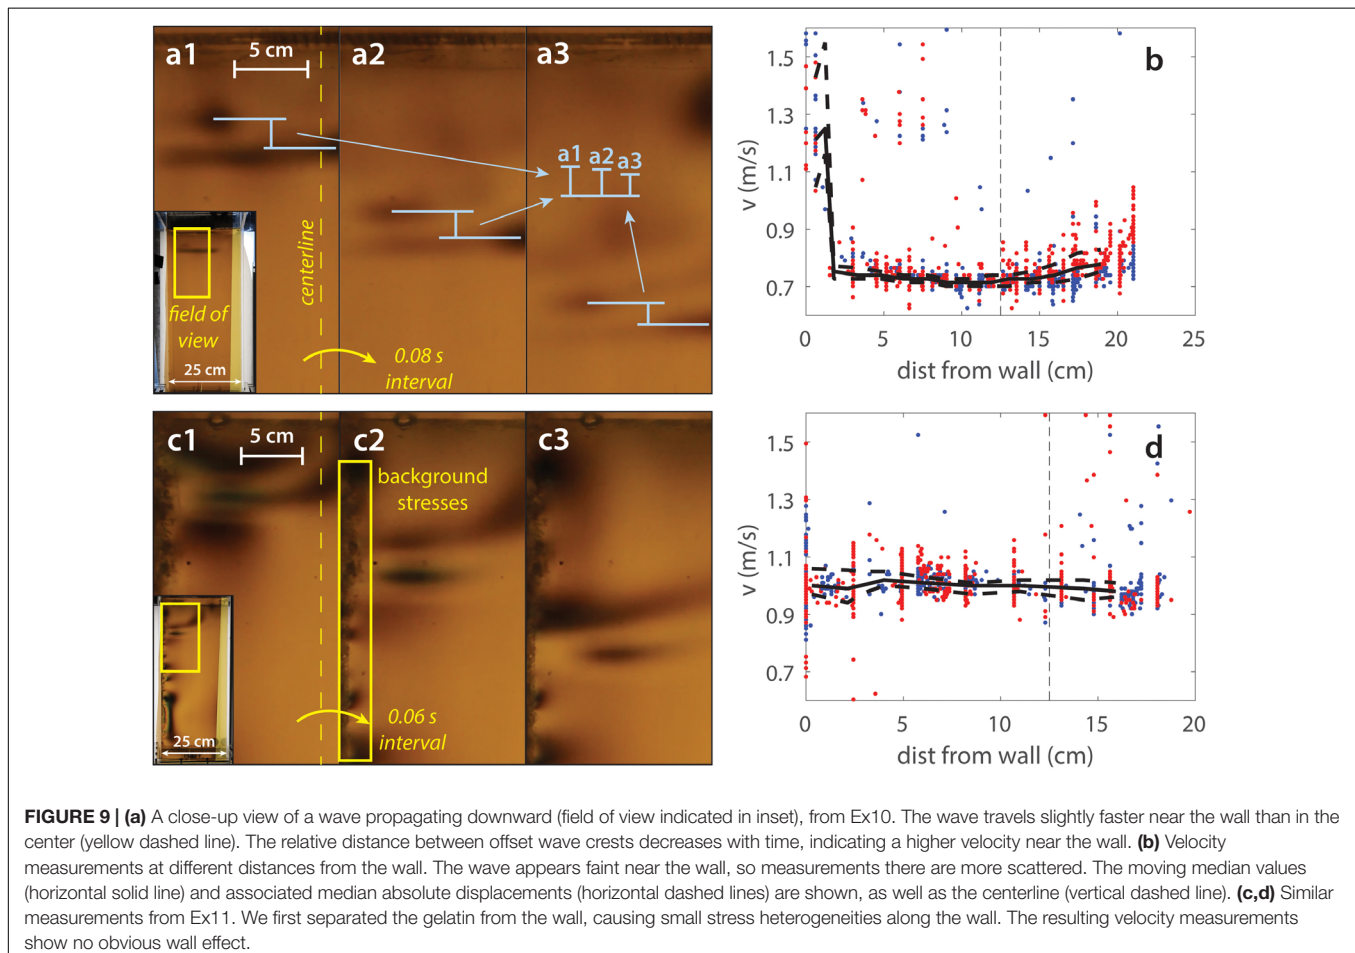 a1
5 cm
a2
a3
a1
a2
a3
centerline
field of
view
25 cm
0.08 s
interval
b
1.5
1.3
1.1
0.9
0.7
v (m/s)
0
5
10
15
20
25
dist from wall (cm)
c1
5 cm
c2
c3
background
stresses
25 cm
0.06 s
interval
d
1.5
1.3
1.1
0.9
0.7
v (m/s)
0
5
10
15
20
dist from wall (cm)
FIGURE 9 | (a) A close-up view of a wave propagating downward (field of view indicated in inset), from Ex10. The wave travels slightly faster near the wall than in the
center (yellow dashed line). The relative distance between offset wave crests decreases with time, indicating a higher velocity near the wall. (b) Velocity
measurements at different distances from the wall. The wave appears faint near the wall, so measurements there are more scattered. The moving median values
(horizontal solid line) and associated median absolute displacements (horizontal dashed lines) are shown, as well as the centerline (vertical dashed line). (c,d) Similar
measurements from Ex11. We first separated the gelatin from the wall, causing small stress heterogeneities along the wall. The resulting velocity measurements
show no obvious wall effect.